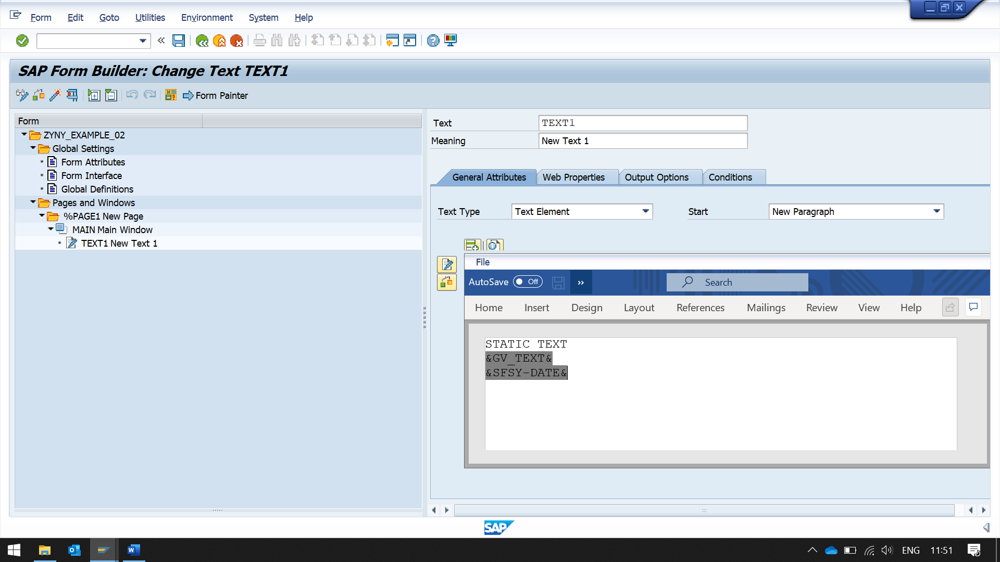 Form Edit Goto Utilities Environment System Help
SAP Form Builder: Change Text TEXT1
Form Painter
Form
ZYNY_EXAMPLE_02
Global Settings
Form Attributes
Form Interface
Global Definitions
Pages and Windows
%PAGE1 New Page
MAIN Main Window
TEXT1 New Text 1
Text TEXT1
Meaning New Text 1
General Attributes Web Properties Output Options Conditions
Text Type Text Element Start New Paragraph
File
AutoSave Off Search
Home Insert Design Layout References Mailings Review View Help
STATIC TEXT
&GV_TEXT&
&SFSY-DATE&
SAP
ENG 11:51